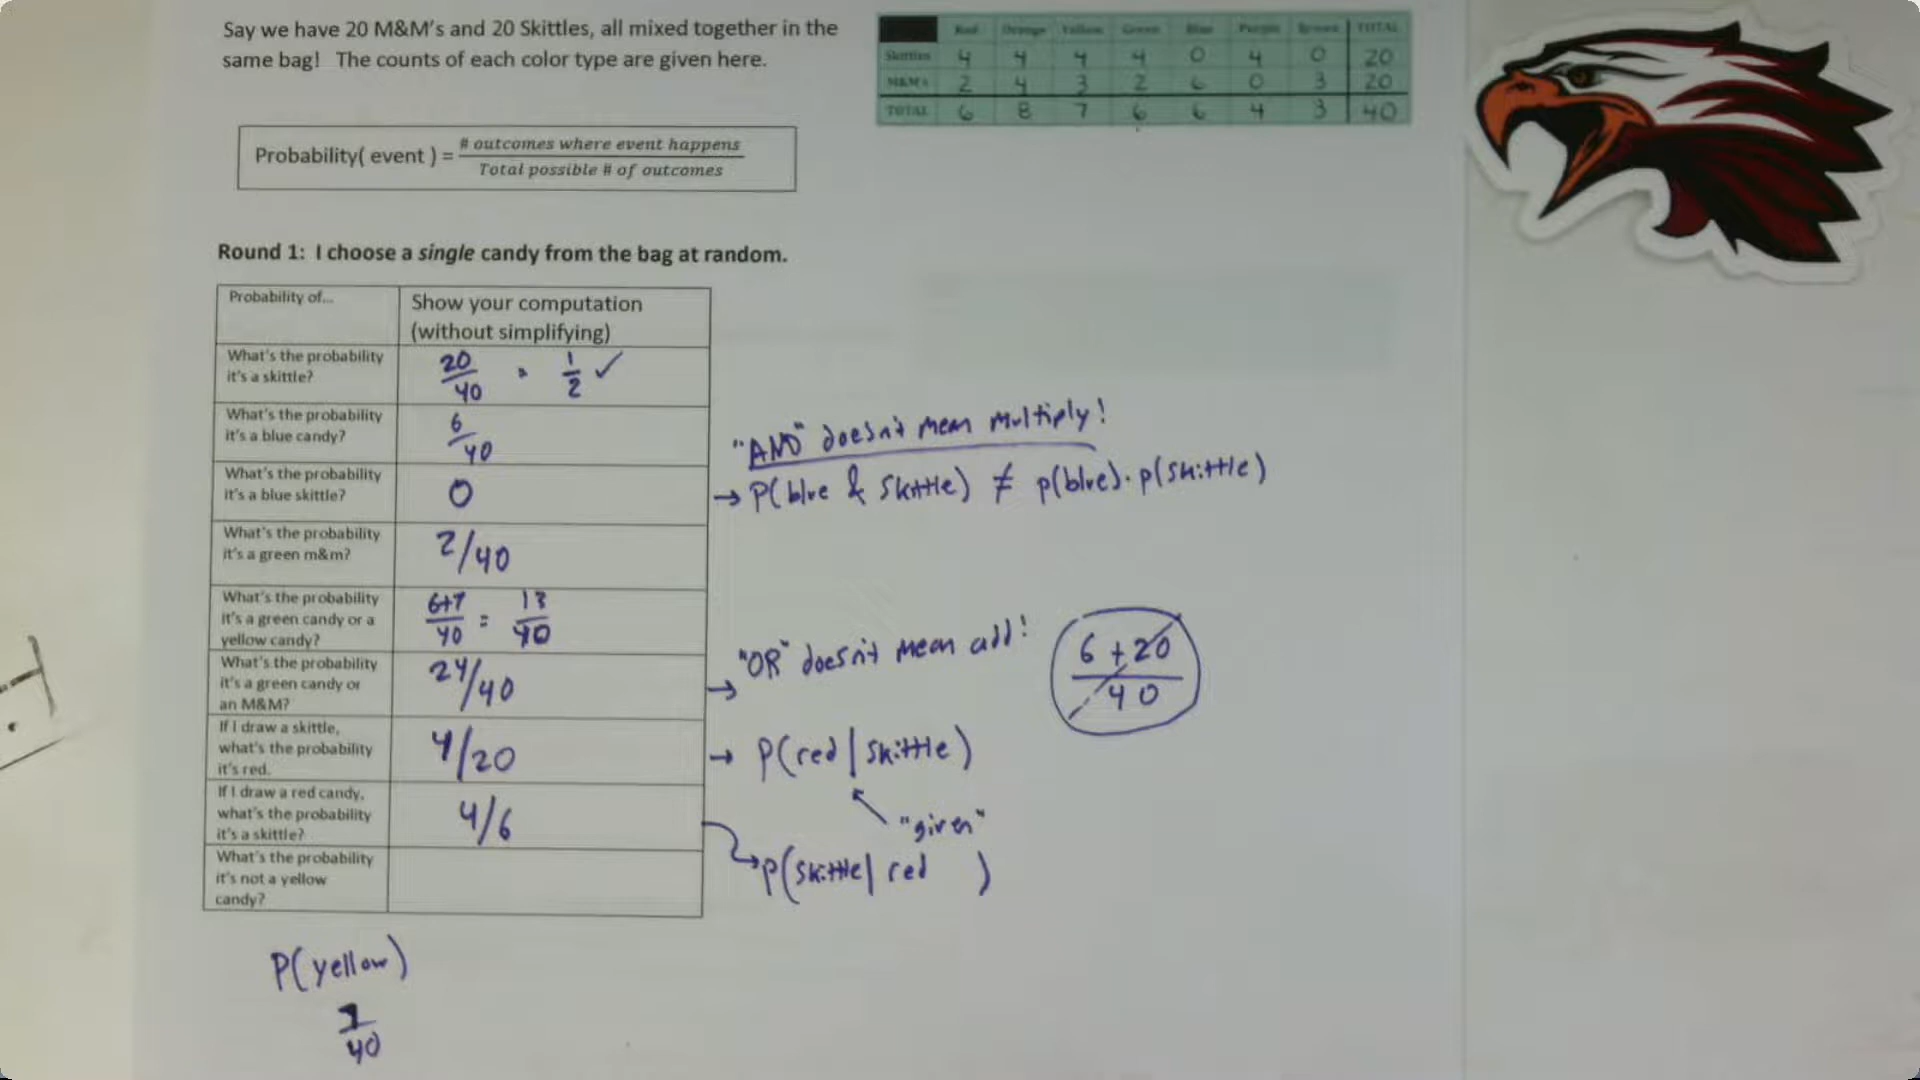 Say we have 20 M&M's and 20 Skittles, all mixed together in the
same bag!  The counts of each color type are given here.
Red Orange Yellow Green Blue Purple Brown TOTAL
Skittles 4 4 4 4 0 4 0 20
M&M's 2 4 3 2 6 0 3 20
TOTAL 6 8 7 6 6 4 3 40
Probability( event ) = # outcomes where event happens
Total possible # of outcomes
Round 1:  I choose a single candy from the bag at random.
Probability of...
Show your computation
(without simplifying)
What's the probability
it's a skittle?
20/40 = 1/2 ✓
What's the probability
it's a blue candy?
6/40
What's the probability
it's a blue skittle?
0
"AND" doesn't mean multiply!
→ P(blue & Skittle) ≠ p(blue)·p(skittle)
What's the probability
it's a green m&m?
2/40
What's the probability
it's a green candy or a
yellow candy?
6+7/40 = 13/40
What's the probability
it's a green candy or
an M&M?
24/40
→ "OR" doesn't mean add!
6+20
40
If I draw a skittle,
what's the probability
it's red.
4/20
→ P(red | skittle)
"given"
If I draw a red candy,
what's the probability
it's a skittle?
4/6
P(skittle | red )
What's the probability
it's not a yellow
candy?
P(yellow)
7
40